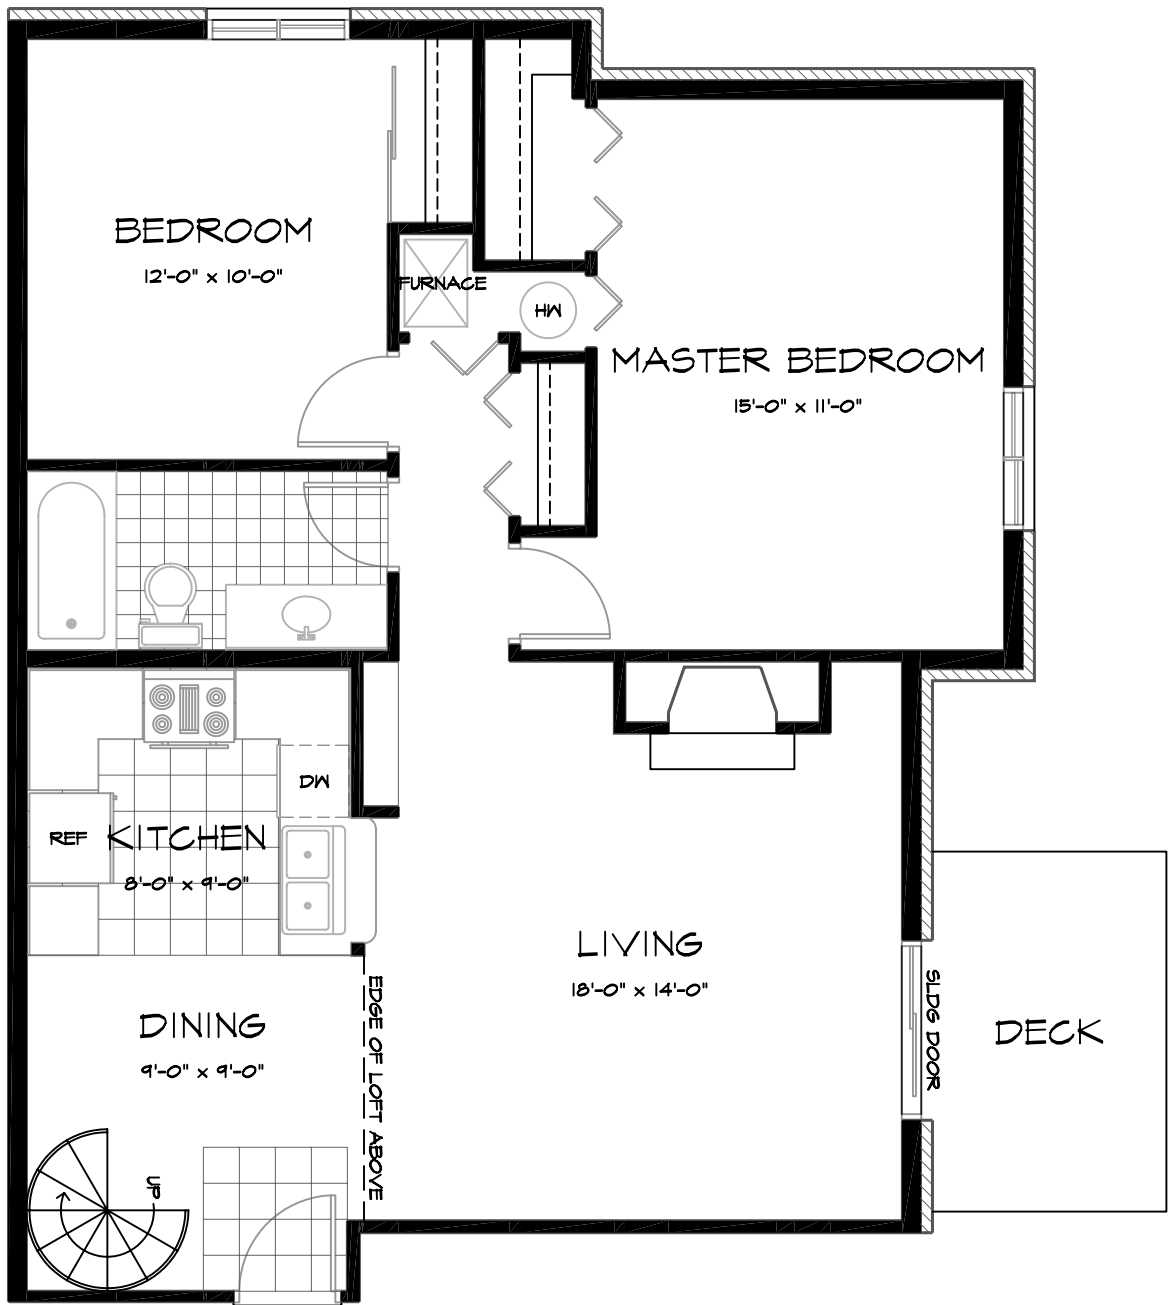 BEDROOM
12'-0" x 10'-0"
FURNACE
HW
MASTER BEDROOM
15'-0" x 11'-0"
DW
REF
KITCHEN
8'-0" x 9'-0"
LIVING
18'-0" x 14'-0"
DINING
9'-0" x 9'-0"
EDGE OF LOFT ABOVE
SLDG DOOR
DECK
UP